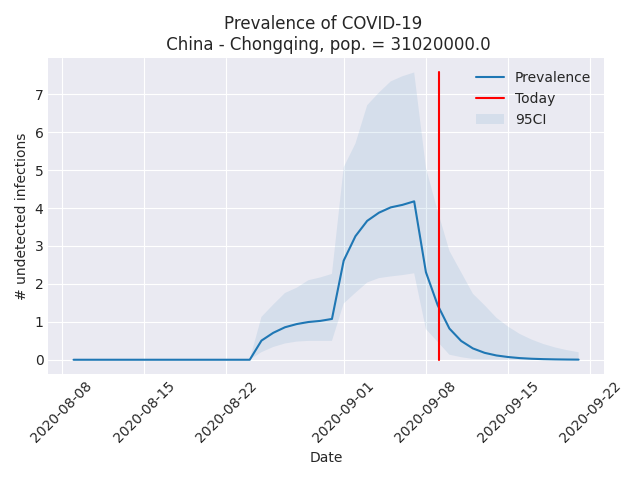 Prevalence of COVID-19
China - Chongqing, pop. = 31020000.0
Prevalence
Today
95CI
# undetected infections
7
6
5
4
3
2
1
0
2020-08-08
2020-08-15
2020-08-22
2020-09-01
2020-09-08
2020-09-15
2020-09-22
Date